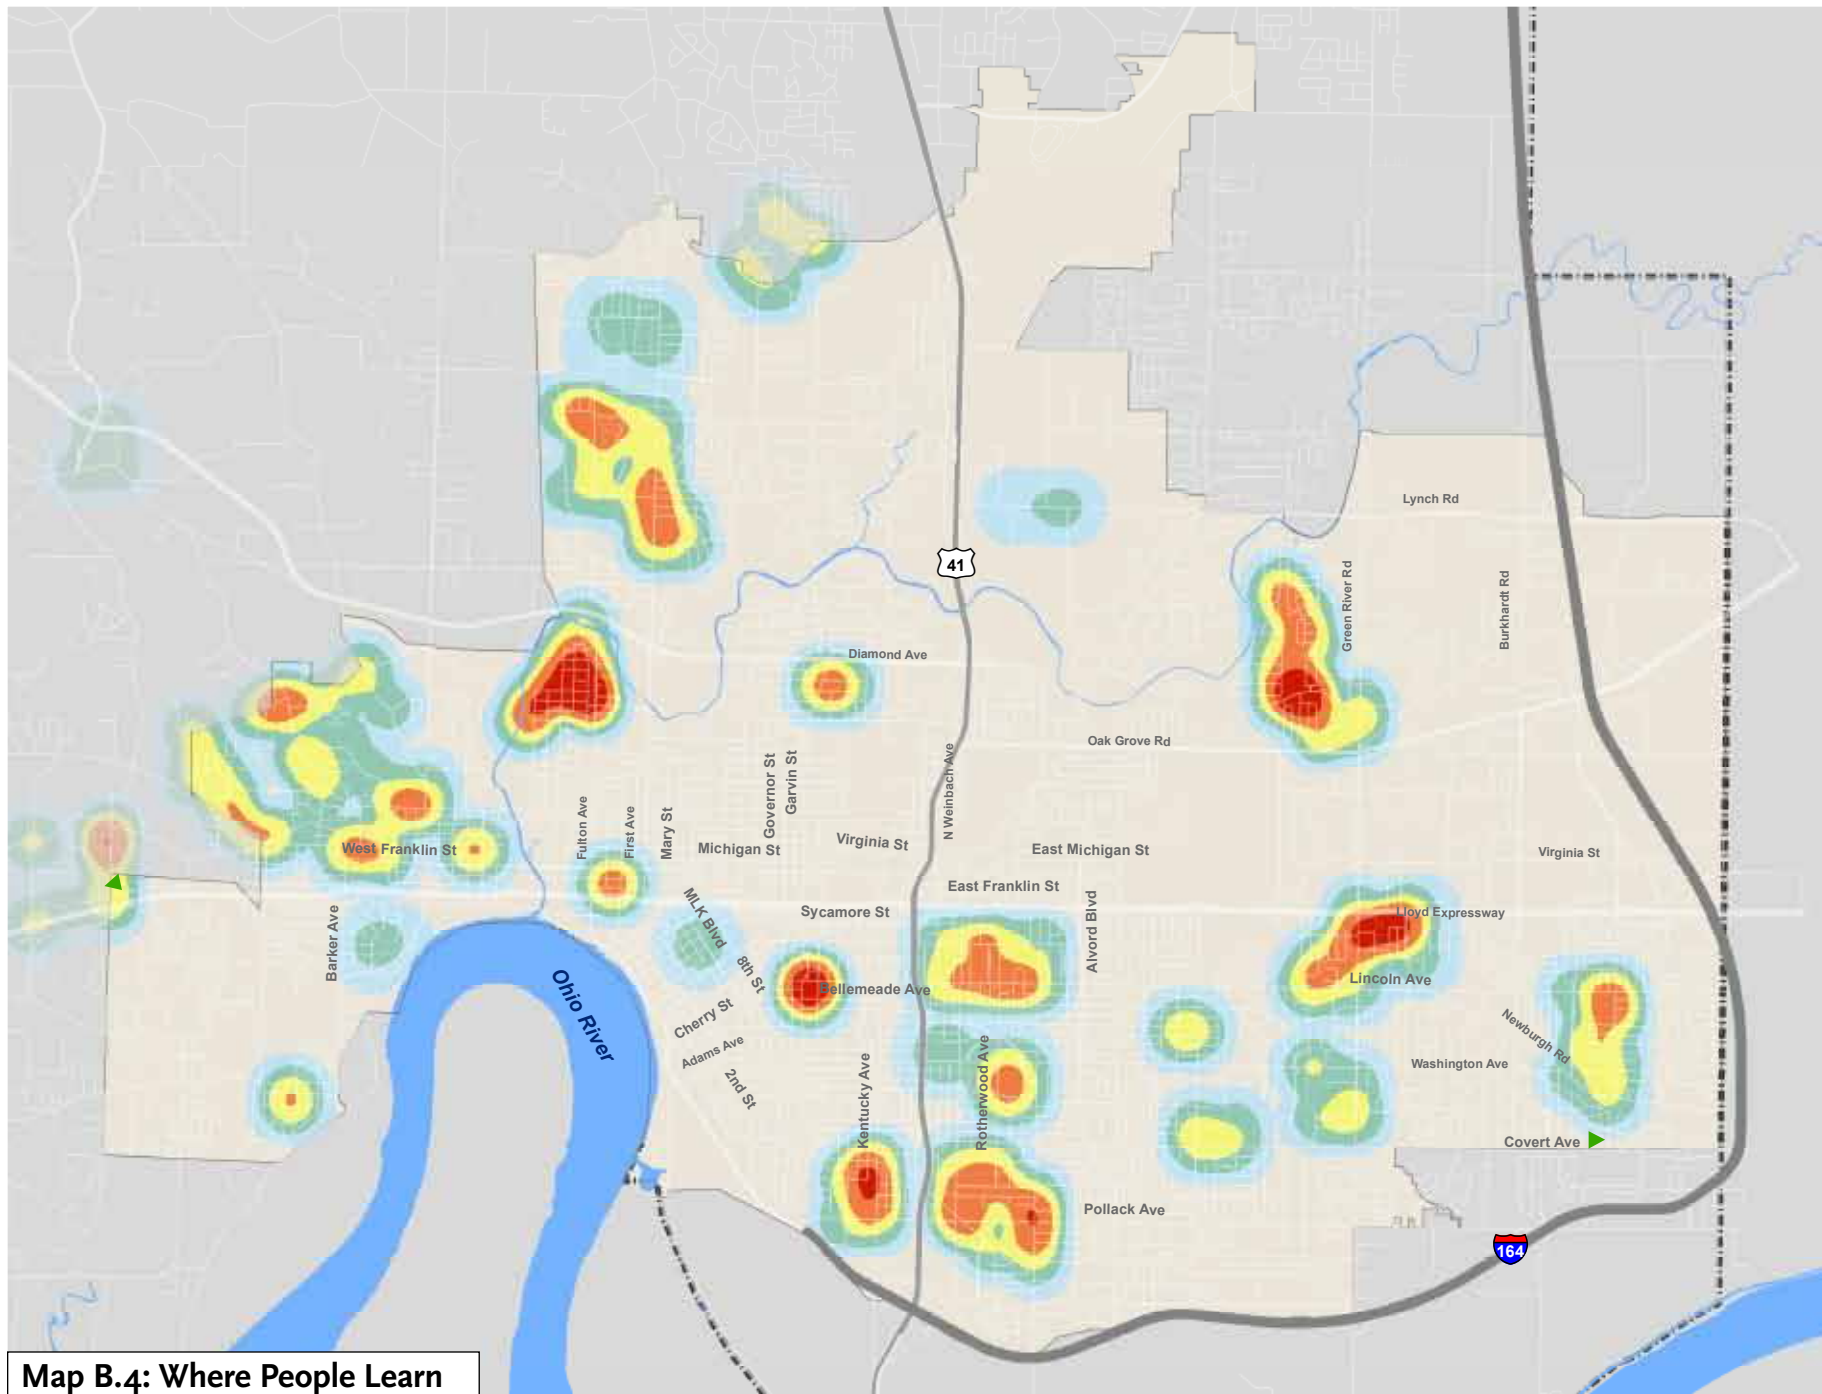 Lynch Rd
41
Green River Rd
Burkhardt Rd
Diamond Ave
Oak Grove Rd
N Weinbach Ave
Governor St
Garvin St
Fulton Ave
First Ave
Mary St
Michigan St
Virginia St
East Michigan St
Virginia St
West Franklin St
East Franklin St
Sycamore St
Lloyd Expressway
MLK Blvd
Alvord Blvd
Barker Ave
8th St
Bellemeade Ave
Lincoln Ave
Ohio River
Cherry St
Adams Ave
Newburgh Rd
Washington Ave
2nd St
Kentucky Ave
Rotherwood Ave
Covert Ave
Pollack Ave
164
Map B.4: Where People Learn